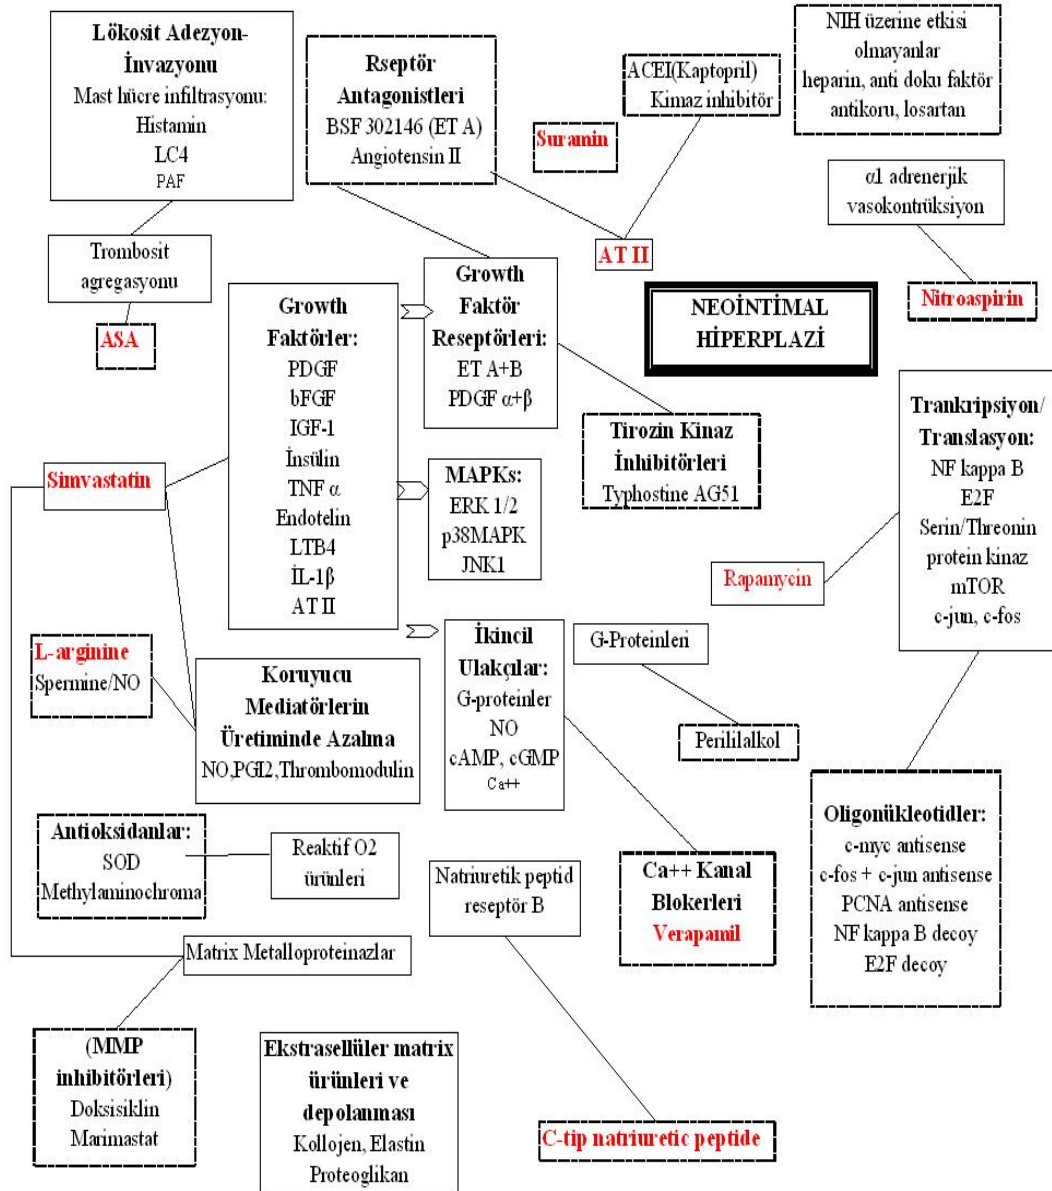 Lökosit Adezyon-
İnvazyonu
Mast hücre infiltrasyonu:
Histamin
LC4
PAF
Rseptör
Antagonistleri
BSF 302146 (ET A)
Angiotensin II
ACEI(Kaptopril)
Kimaz inhibitör
NIH üzerine etkisi
olmayanlar
heparin, anti doku faktör
antikoru, losartan
Suramin
α1 adrenerjik
vasokontrüksiyon
Trombosit
agregasyonu
AT II
ASA
Growth
Faktörler:
PDGF
bFGF
IGF-1
İnsülin
TNF α
Endotelin
LTB4
İL-1β
AT II
Growth
Faktör
Reseptörleri:
ET A+B
PDGF α+β
NEOİNTİMAL
HİPERPLAZİ
Nitroaspirin
Tirozin Kinaz
İnhibitörleri
Typhostine AG51
Trankripsiyon/
Translasyon:
NF kappa B
E2F
Serin/Threonin
protein kinaz
mTOR
c-jun, c-fos
Simvastatin
MAPKs:
ERK 1/2
p38MAPK
JNK1
Rapamycin
L-arginine
Spermine/NO
Koruyucu
Mediatörlerin
Üretiminde Azalma
NO,PGI2,Thrombomodulin
İkincil
Ulakçılar:
G-proteinler
NO
cAMP, cGMP
Ca++
G-Proteinleri
Perililalkol
Antioksidanlar:
SOD
Methylaminochroma
Reaktif O2
ürünleri
Natriuretik peptid
reseptör B
Ca++ Kanal
Blokerleri
Verapamil
Oligonükleotidler:
c-myc antisense
c-fos + c-jun antisense
PCNA antisense
NF kappa B decoy
E2F decoy
Matrix Metalloproteinazlar
(MMP
inhibitörleri)
Doksisiklin
Marimastat
Ekstrasellüler matrix
ürünleri ve
depolanması
Kollojen, Elastin
Proteoglikan
C-tip natriuretic peptide